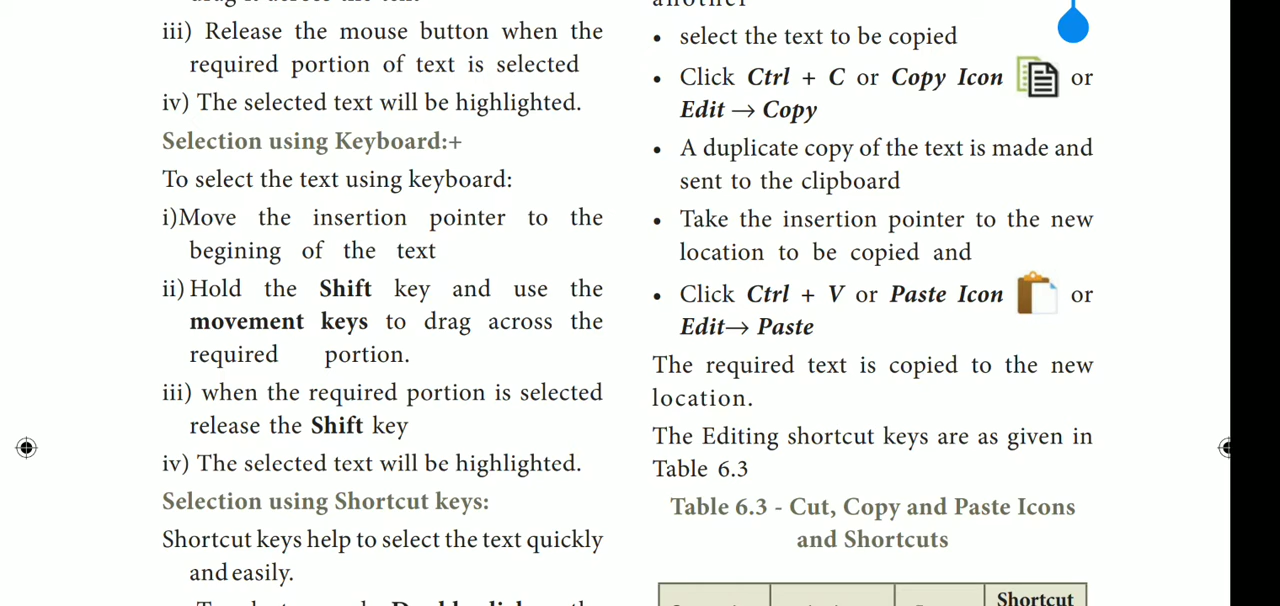 iii) Release the mouse button when the
required portion of text is selected
iv) The selected text will be highlighted.
Selection using Keyboard:+
To select the text using keyboard:
i)Move the insertion pointer to the
begining of the text
ii) Hold the Shift key and use the
movement keys to drag across the
required portion.
iii) when the required portion is selected
release the Shift key
iv) The selected text will be highlighted.
Selection using Shortcut keys:
Shortcut keys help to select the text quickly
and easily.
another
• select the text to be copied
• Click Ctrl + C or Copy Icon or
Edit → Copy
• A duplicate copy of the text is made and
sent to the clipboard
• Take the insertion pointer to the new
location to be copied and
• Click Ctrl + V or Paste Icon or
Edit→ Paste
The required text is copied to the new
location.
The Editing shortcut keys are as given in
Table 6.3
Table 6.3 - Cut, Copy and Paste Icons
and Shortcuts
Shortcut